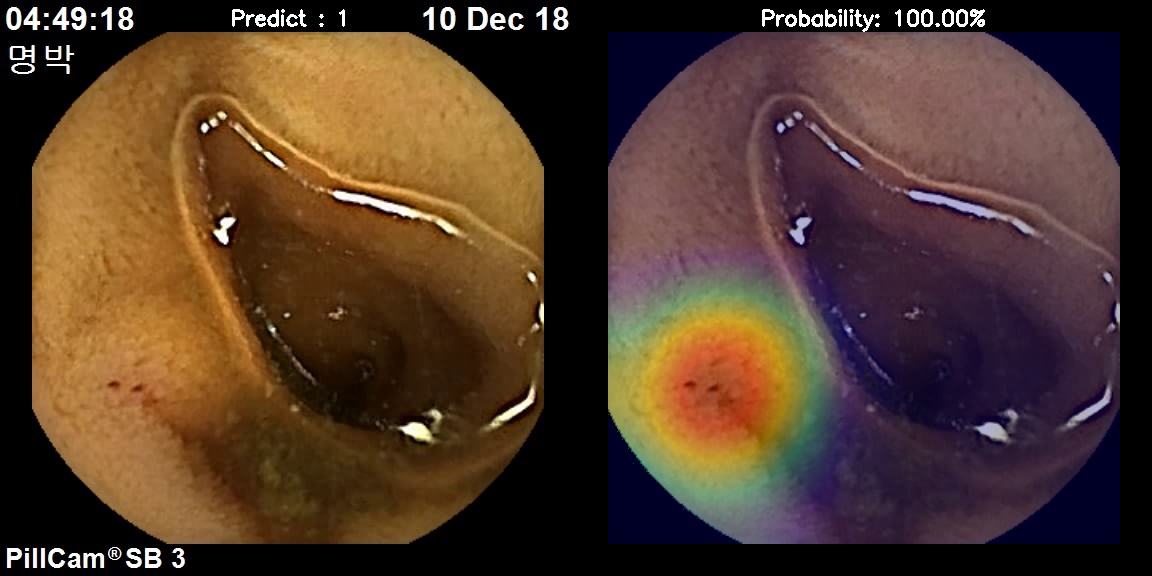 04:49:18
Predict : 1
10 Dec 18
Probability: 100.00%
명박
PillCam® SB 3